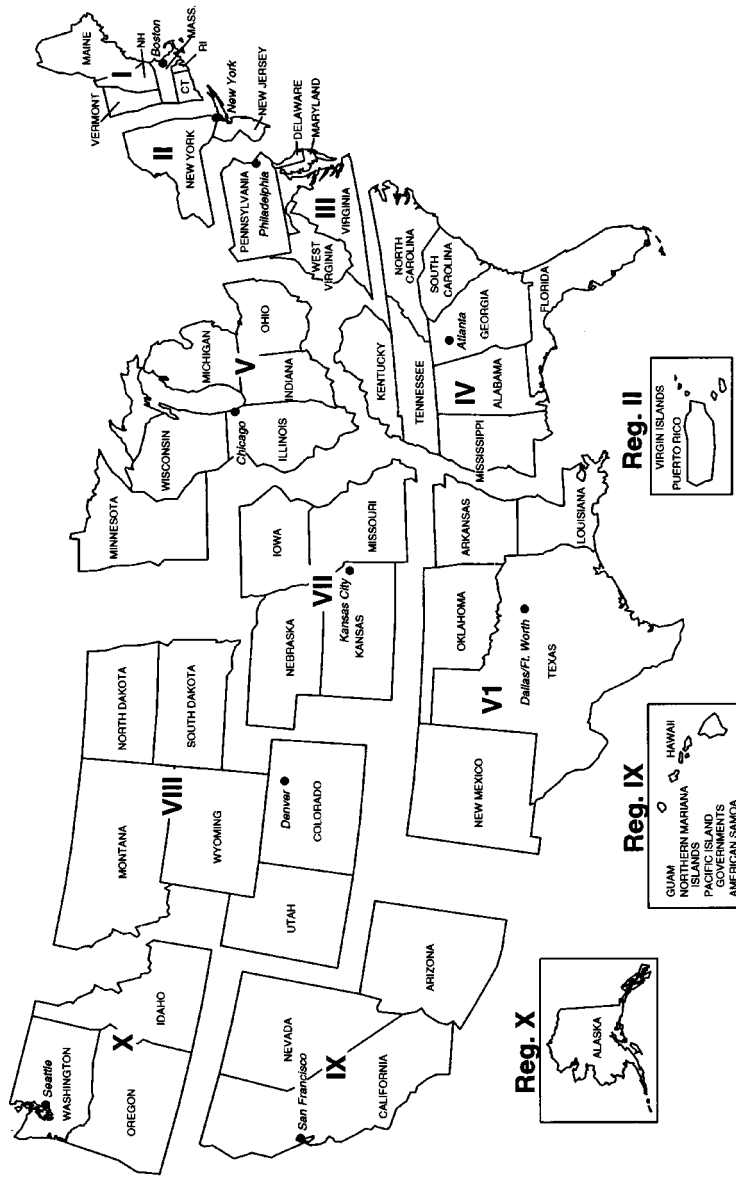 Seattle
WASHINGTON
OREGON
X
IDAHO
MONTANA
NORTH DAKOTA
SOUTH DAKOTA
VIII
WYOMING
Denver
COLORADO
UTAH
NEVADA
San Francisco
IX
CALIFORNIA
ARIZONA
MINNESOTA
WISCONSIN
MICHIGAN
V
OHIO
INDIANA
ILLINOIS
Chicago
IOWA
NEBRASKA
VII
Kansas City
KANSAS
MISSOURI
OKLAHOMA
ARKANSAS
V1
Dallas/Ft. Worth
TEXAS
LOUISIANA
NEW MEXICO
MAINE
I
VERMONT
NH
Boston
MASS.
CT
RI
II
NEW YORK
New York
NEW JERSEY
PENNSYLVANIA
Philadelphia
DELAWARE
MARYLAND
III
WEST
VIRGINIA
VIRGINIA
KENTUCKY
TENNESSEE
NORTH
CAROLINA
SOUTH
CAROLINA
Atlanta
GEORGIA
IV
ALABAMA
MISSISSIPPI
FLORIDA
Reg. X
ALASKA
Reg. IX
HAWAII
GUAM
NORTHERN MARIANA
ISLANDS
PACIFIC ISLAND
GOVERNMENTS
AMERICAN SAMOA
Reg. II
VIRGIN ISLANDS
PUERTO RICO